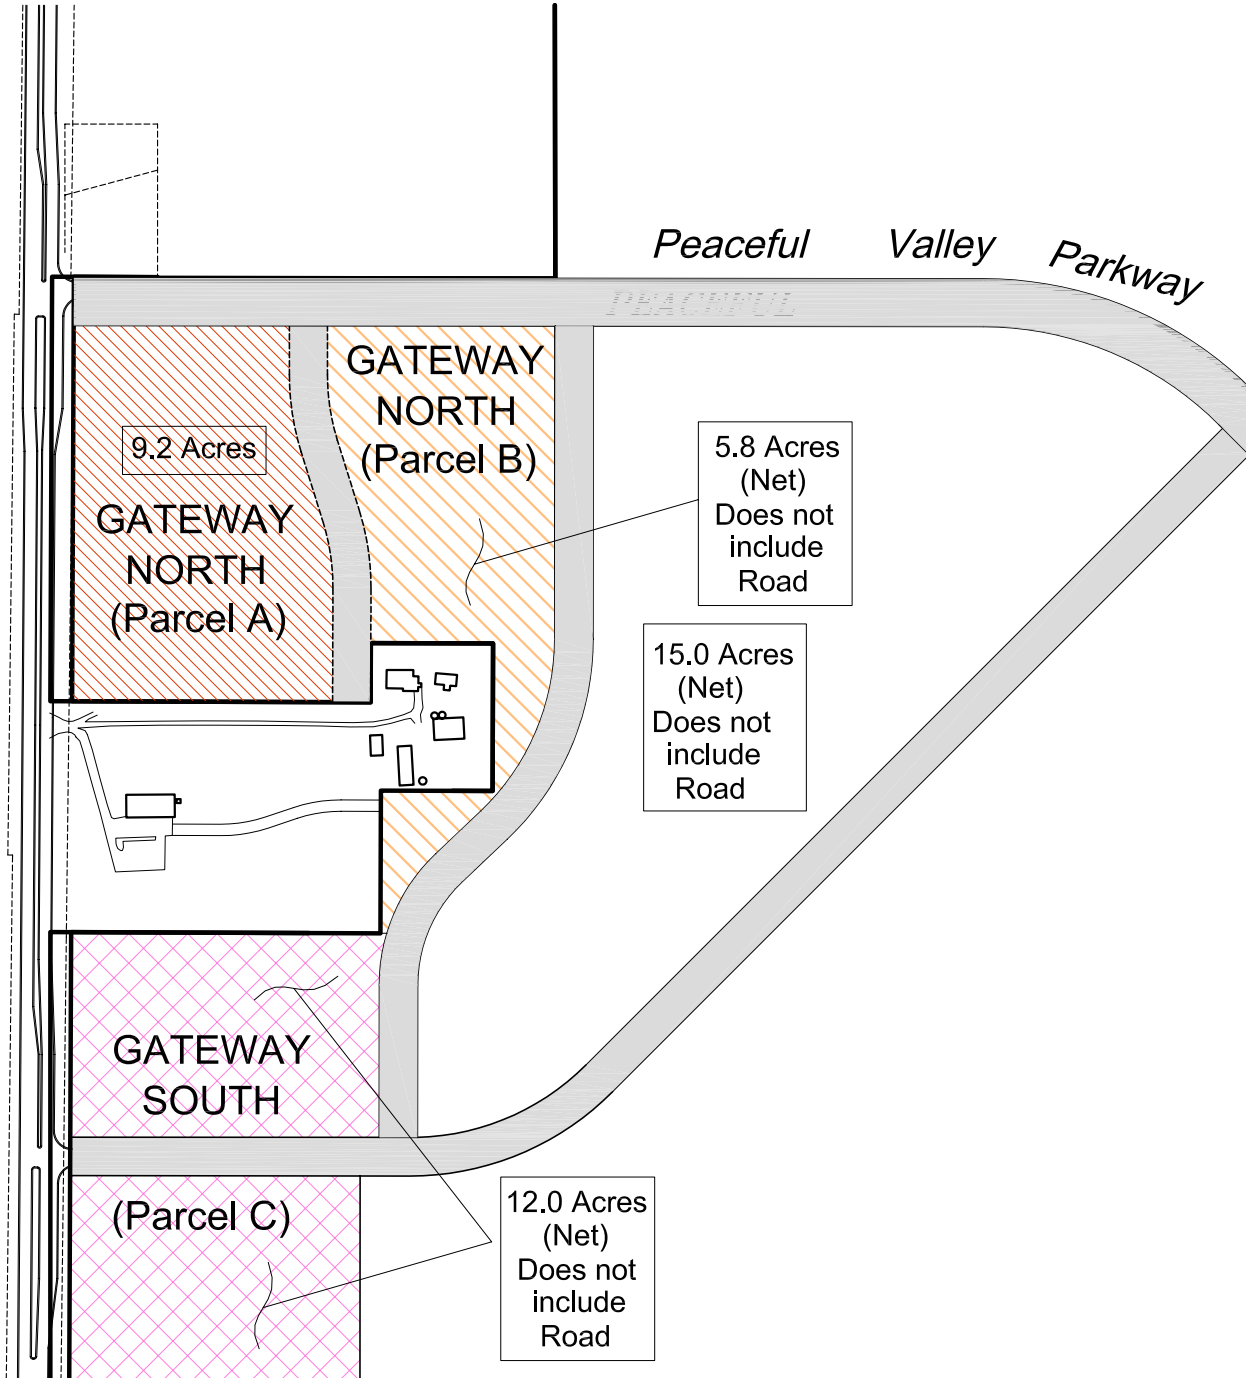 Peaceful Valley Parkway
PEACEFUL
GATEWAY
NORTH
(Parcel B)
9.2 Acres
GATEWAY
NORTH
(Parcel A)
5.8 Acres
(Net)
Does not
include
Road
15.0 Acres
(Net)
Does not
include
Road
GATEWAY
SOUTH
(Parcel C)
12.0 Acres
(Net)
Does not
include
Road